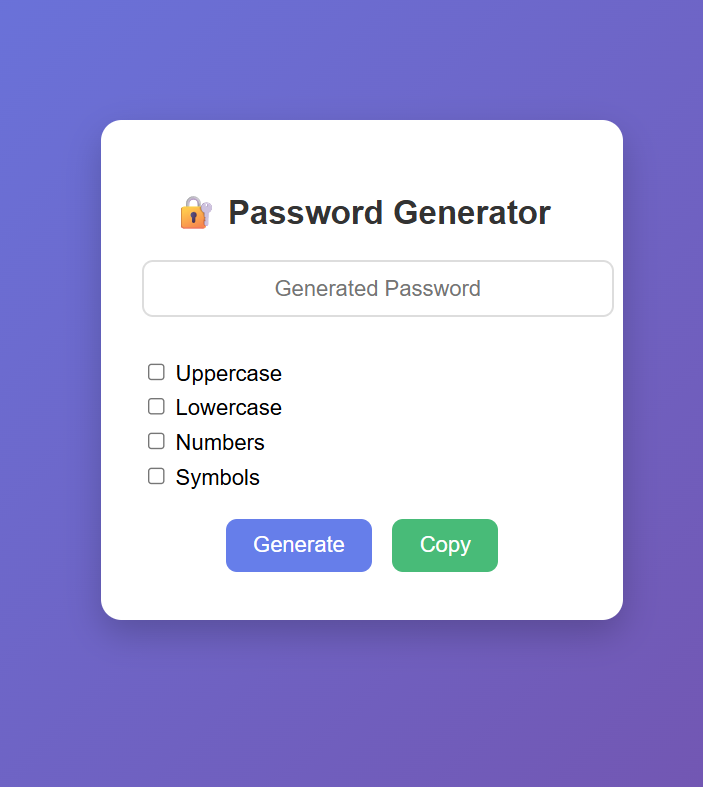 🔐 Password Generator
Generated Password
Uppercase
Lowercase
Numbers
Symbols
Generate Copy